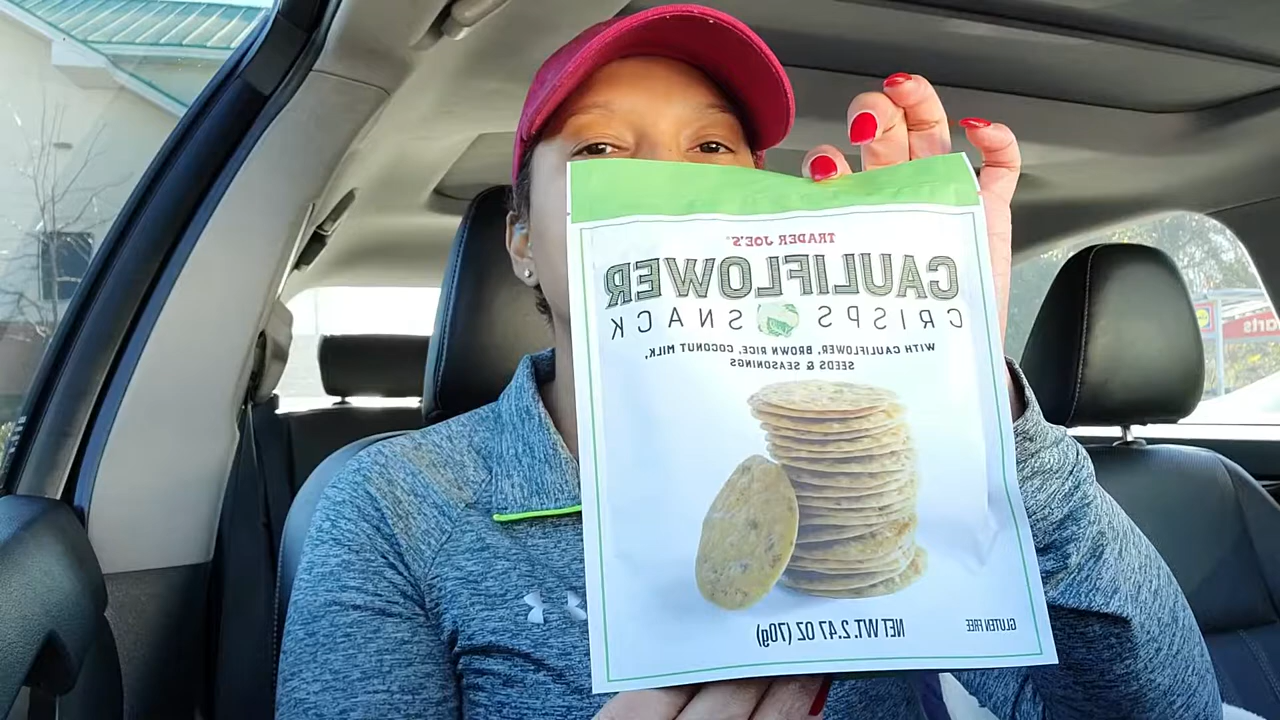 TRADER JOE'S®
CAULIFLOWER
CRISPS SNACK
WITH CAULIFLOWER, BROWN RICE, COCONUT MILK,
SEEDS & SEASONINGS
NET WT. 2.47 OZ (70g)
GLUTEN FREE
arts